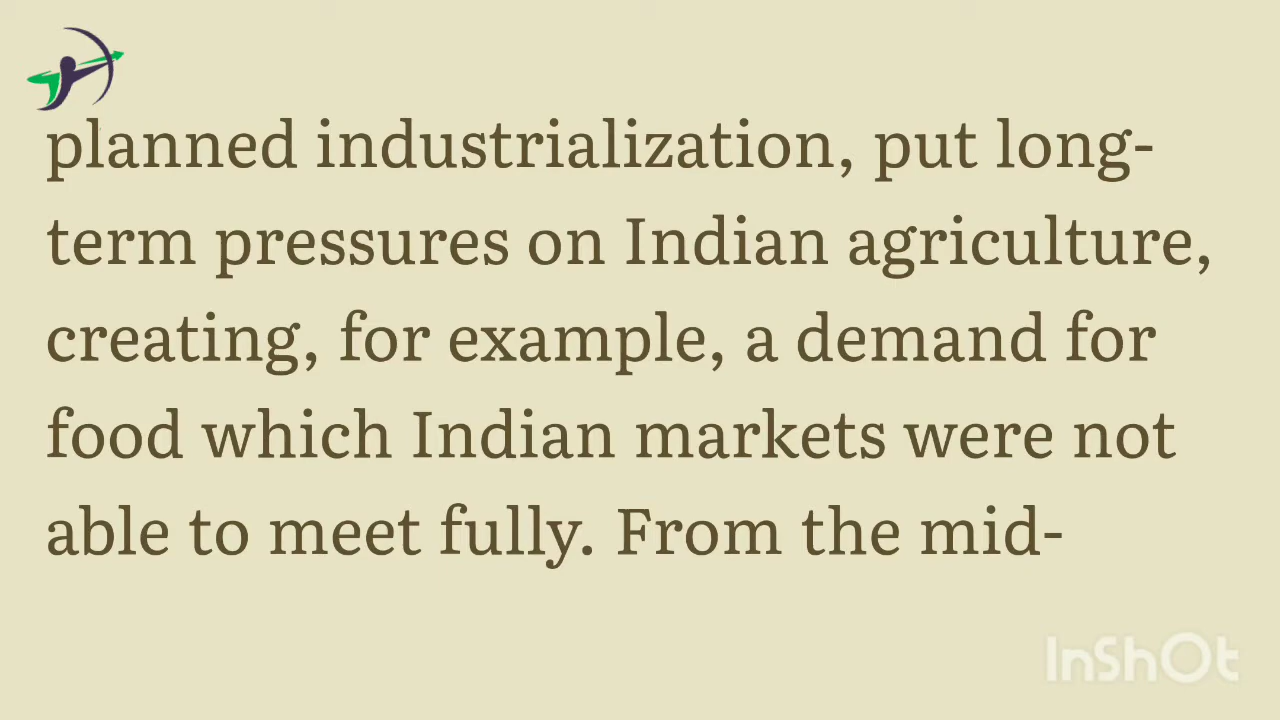 planned industrialization, put long-
term pressures on Indian agriculture,
creating, for example, a demand for
food which Indian markets were not
able to meet fully. From the mid-
InShOt